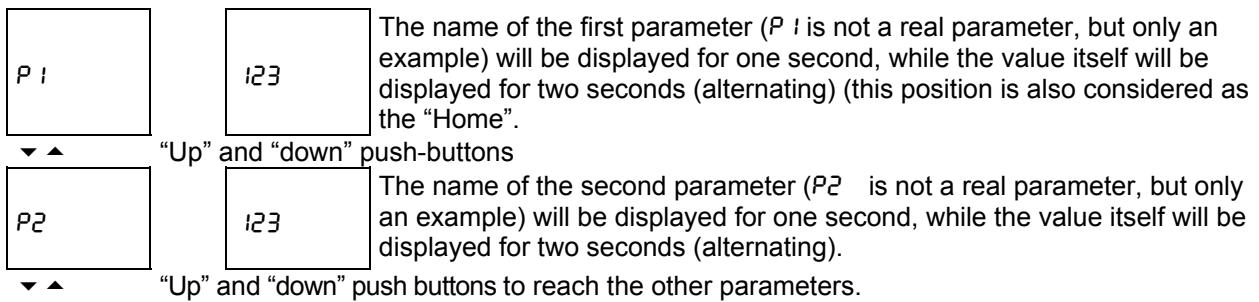 P1 123 The name of the first parameter (P1 is not a real parameter, but only an
example) will be displayed for one second, while the value itself will be
displayed for two seconds (alternating) (this position is also considered as
the “Home”.
▼ ▲ “Up” and “down” push-buttons
P2 123 The name of the second parameter (P2 is not a real parameter, but only
an example) will be displayed for one second, while the value itself will be
displayed for two seconds (alternating).
▼ ▲ “Up” and “down” push buttons to reach the other parameters.